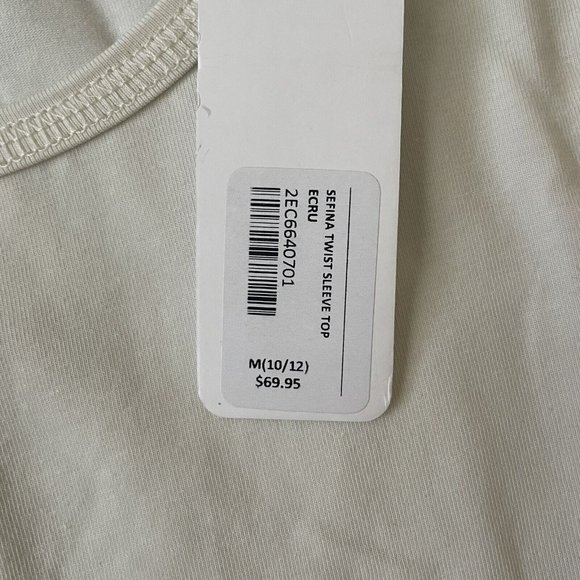 SEFINA TWIST SLEEVE TOP
ECRU
2EC6640701
M(10/12)
$69.95